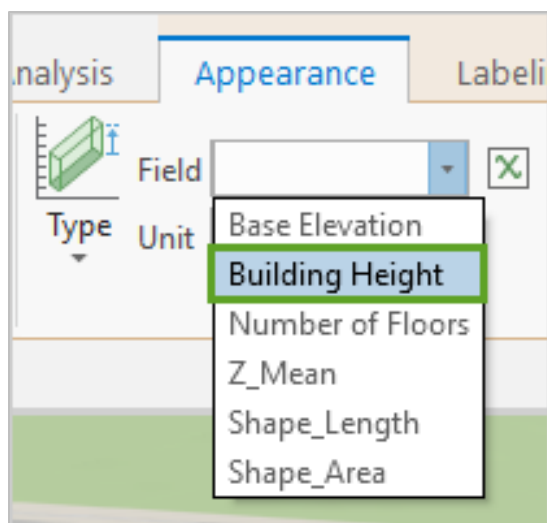 nalysis
Appearance
Labeli
Type
Field
Unit
Base Elevation
Building Height
Number of Floors
Z_Mean
Shape_Length
Shape_Area